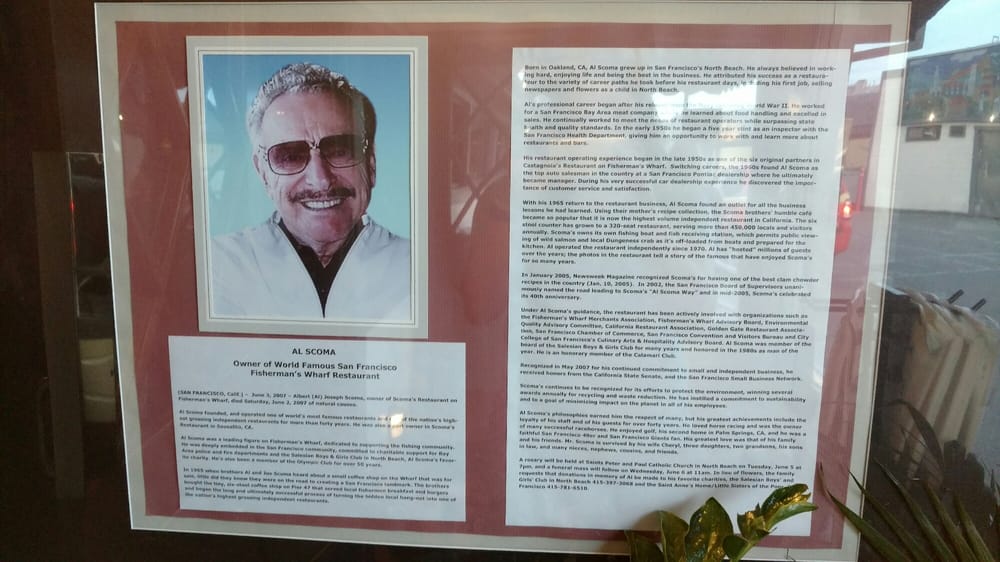 AL SCOMA
Owner of World Famous San Francisco
Fisherman's Wharf Restaurant
(SAN FRANCISCO, Calif.) – June 3, 2007 – Albert (Al) Joseph Scoma, owner of Scoma's Restaurant on
Fisherman's Wharf, died Saturday, June 2, 2007 of natural causes.
Al Scoma founded, and operated one of world's most famous restaurants and of the nation's high-
est grossing independent restaurants for more than forty years. He was also owner in Scoma's
Restaurant in Sausalito, CA.
Al Scoma was a leading figure on Fisherman's Wharf, dedicated to supporting the fishing community.
He was deeply embedded in the San Francisco community, committed to charitable support for Bay
Area police and fire departments and the Salesian Boys & Girls Club in North Beach, Al Scoma's favor-
ite charity. He's also been a member of the Olympic Club for over 50 years.
In 1965 when brothers Al and Joe Scoma heard about a small coffee shop on the Wharf that was for
sale, little did they know they were on the road to creating a San Francisco landmark. The brothers
bought the tiny, six-stool coffee shop on Pier 47 that served local fishermen breakfast and burgers
and began the long and ultimately successful process of turning the beloved local hang-out into one of
the nation's highest grossing independent restaurants.
Born in Oakland, CA, Al Scoma grew up in San Francisco's North Beach. He always believed in work-
ing hard, enjoying life and being the best in the business. He attributed his success as a restaura-
teur to the variety of career paths he took before his restaurant days, including his first job, selling
newspapers and flowers as a child in North Beach.
Al's professional career began after his World War II. He worked
for a San Francisco Bay Area meat company he learned about food handling and excelled in
sales. He continually worked to meet the needs of restaurant operators while surpassing state
health and quality standards. In the early 1950s he began a five year stint as an inspector with the
San Francisco Health Department, giving him an opportunity to work with and learn more about
restaurants and bars.
His restaurant operating experience began in the late 1950s as one of the six original partners in
Castagnola's Restaurant on Fisherman's Wharf. Switching careers, the 1960s found Al Scoma as
the top auto salesman in the country at a San Francisco Pontiac dealership where he ultimately
became manager. During his very successful car dealership experience he discovered the impor-
tance of customer service and satisfaction.
With his 1965 return to the restaurant business, Al Scoma found an outlet for all the business
lessons he had learned. Using their mother's recipe collection, the Scoma brothers' humble café
became so popular that it is now the highest volume independent restaurant in California. The six
stool counter has grown to a 320-seat restaurant, serving more than 450,000 locals and visitors
annually. Scoma's owns its own fishing boat and fish receiving station, which permits public view-
ing of wild salmon and local Dungeness crab as it's off-loaded from boats and prepared for the
kitchen. Al operated the restaurant independently since 1970. Al has "hosted" millions of guests
over the years; the photos in the restaurant tell a story of the famous that have enjoyed Scoma's
for so many years.
In January 2005, Newsweek Magazine recognized Scoma's for having one of the best clam chowder
recipes in the country (Jan. 10, 2005). In 2002, the San Francisco Board of Supervisors unani-
mously named the road leading to Scoma's "Al Scoma Way" and in mid-2005, Scoma's celebrated
its 40th anniversary.
Under Al Scoma's guidance, the restaurant has been actively involved with organizations such as
the Fisherman's Wharf Merchants Association, Fisherman's Wharf Advisory Board, Environmental
Quality Advisory Committee, California Restaurant Association, Golden Gate Restaurant Associa-
tion, San Francisco Chamber of Commerce, San Francisco Convention and Visitors Bureau and City
College of San Francisco's Culinary Arts & Hospitality Advisory Board. Al Scoma was member of the
board of the Salesian Boys & Girls Club for many years and honored in the 1980s as man of the
year. He is an honorary member of the Calamari Club.
Recognized in May 2007 for his continued commitment to small and independent business, he
received honors from the California State Senate, and the San Francisco Small Business Network.
Scoma's continues to be recognized for its efforts to protect the environment, winning several
awards annually for recycling and waste reduction. He has instilled a commitment to sustainability
and to a goal of minimizing impact on the planet in all of his employees.
Al Scoma's philosophies earned him the respect of many, but his greatest achievements include the
loyalty of his staff and of his guests for over forty years. He loved horse racing and was the owner
of many successful racehorses. He enjoyed golf, his second home in Palm Springs, CA, and he was a
faithful San Francisco 49er and San Francisco Giants fan. His greatest love was that of his family
and his friends. Mr. Scoma is survived by his wife Cheryl, three daughters, two grandsons, his sons
in law, and many nieces, nephews, cousins, and friends.
A rosary will be held at Saints Peter and Paul Catholic Church in North Beach on Tuesday, June 5 at
7pm, and a funeral mass will follow on Wednesday, June 6 at 11am. In lieu of flowers, the family
requests that donations in memory of Al be made to his favorite charities, the Salesian Boys' and
Girls' Club in North Beach 415-397-3068 and the Saint Anne's Home/Little Sisters of the Poor
Francisco 415-781-6510.